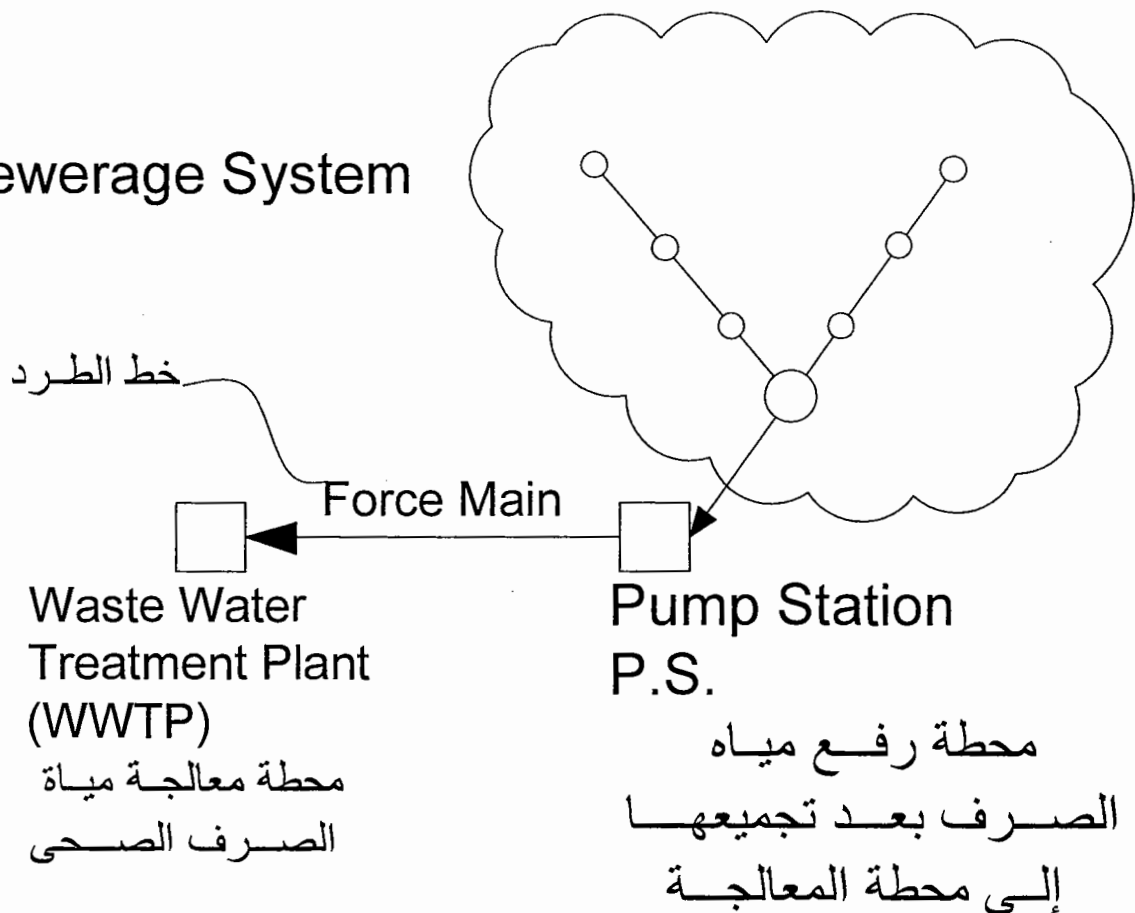 ewerage System
خط الطرد
Force Main
Waste Water
Treatment Plant
(WWTP)
محطة معالجة مياة
الصرف الصحى
Pump Station
P.S.
محطة رفع مياه
الصرف بعد تجميعها
إلى محطة المعالجة